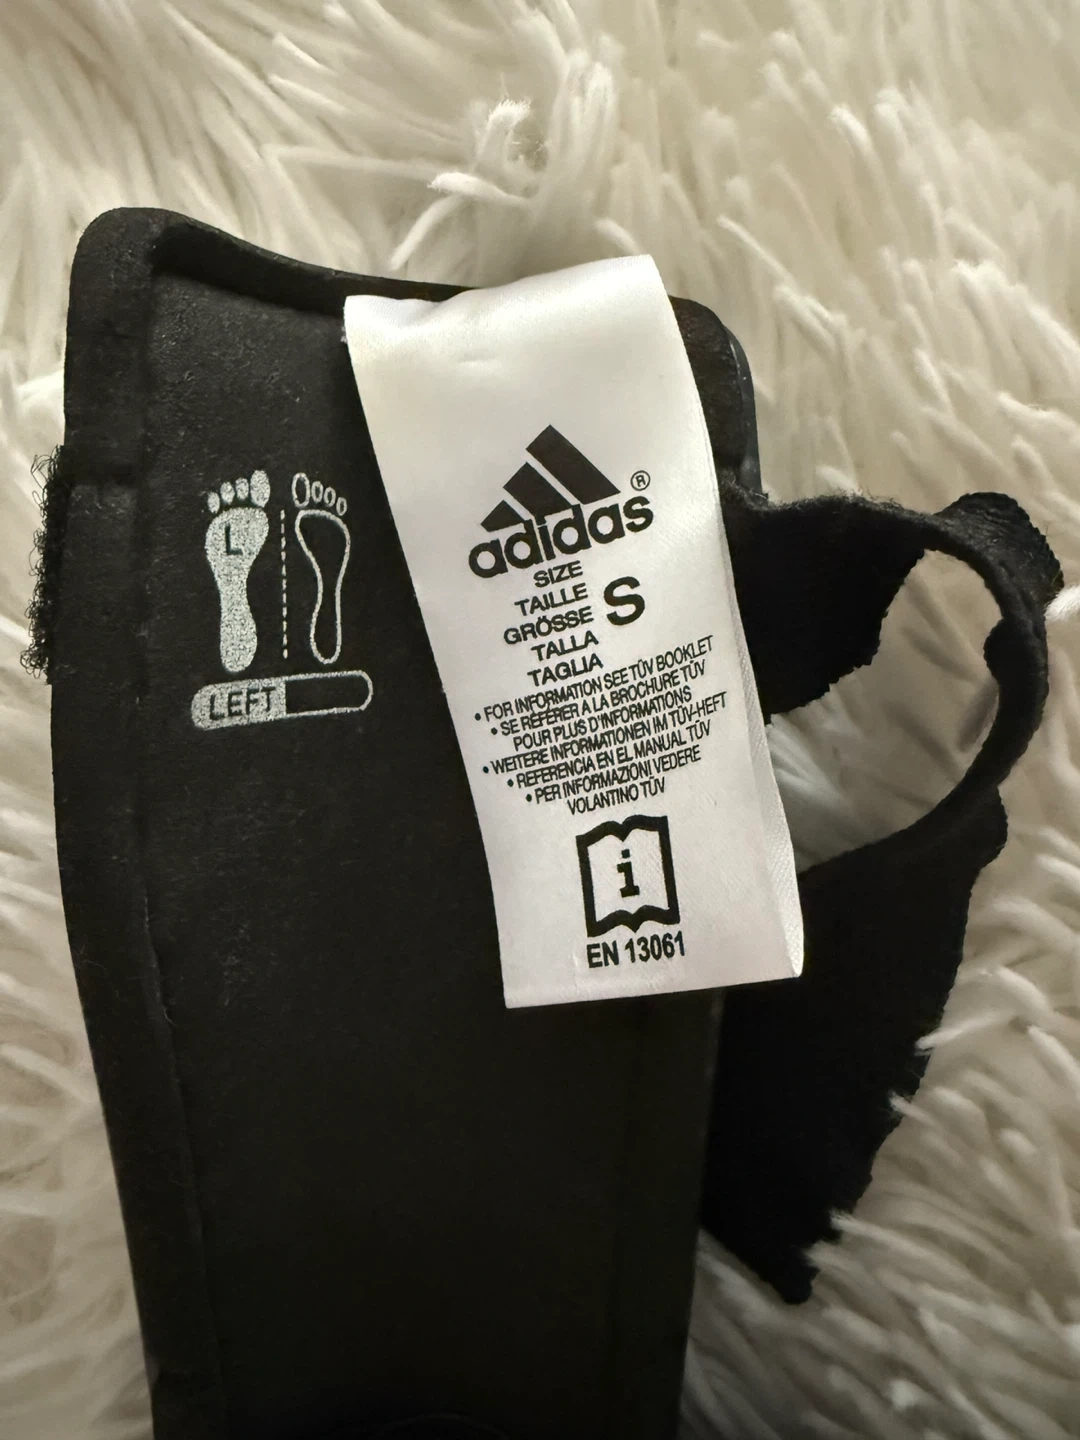 L
LEFT
adidas®
SIZE
TAILLE
GRÖSSE
TALLA
TAGLIA
S
• FOR INFORMATION SEE TÜV BOOKLET
• SE RÉFÉRER A LA BROCHURE TÜV
POUR PLUS D'INFORMATIONS
• WEITERE INFORMATIONEN IM TÜV-HEFT
• REFERENCIA EN EL MANUAL TÜV
• PER INFORMAZIONI VEDERE
VOLANTINO TÜV
i
EN 13061